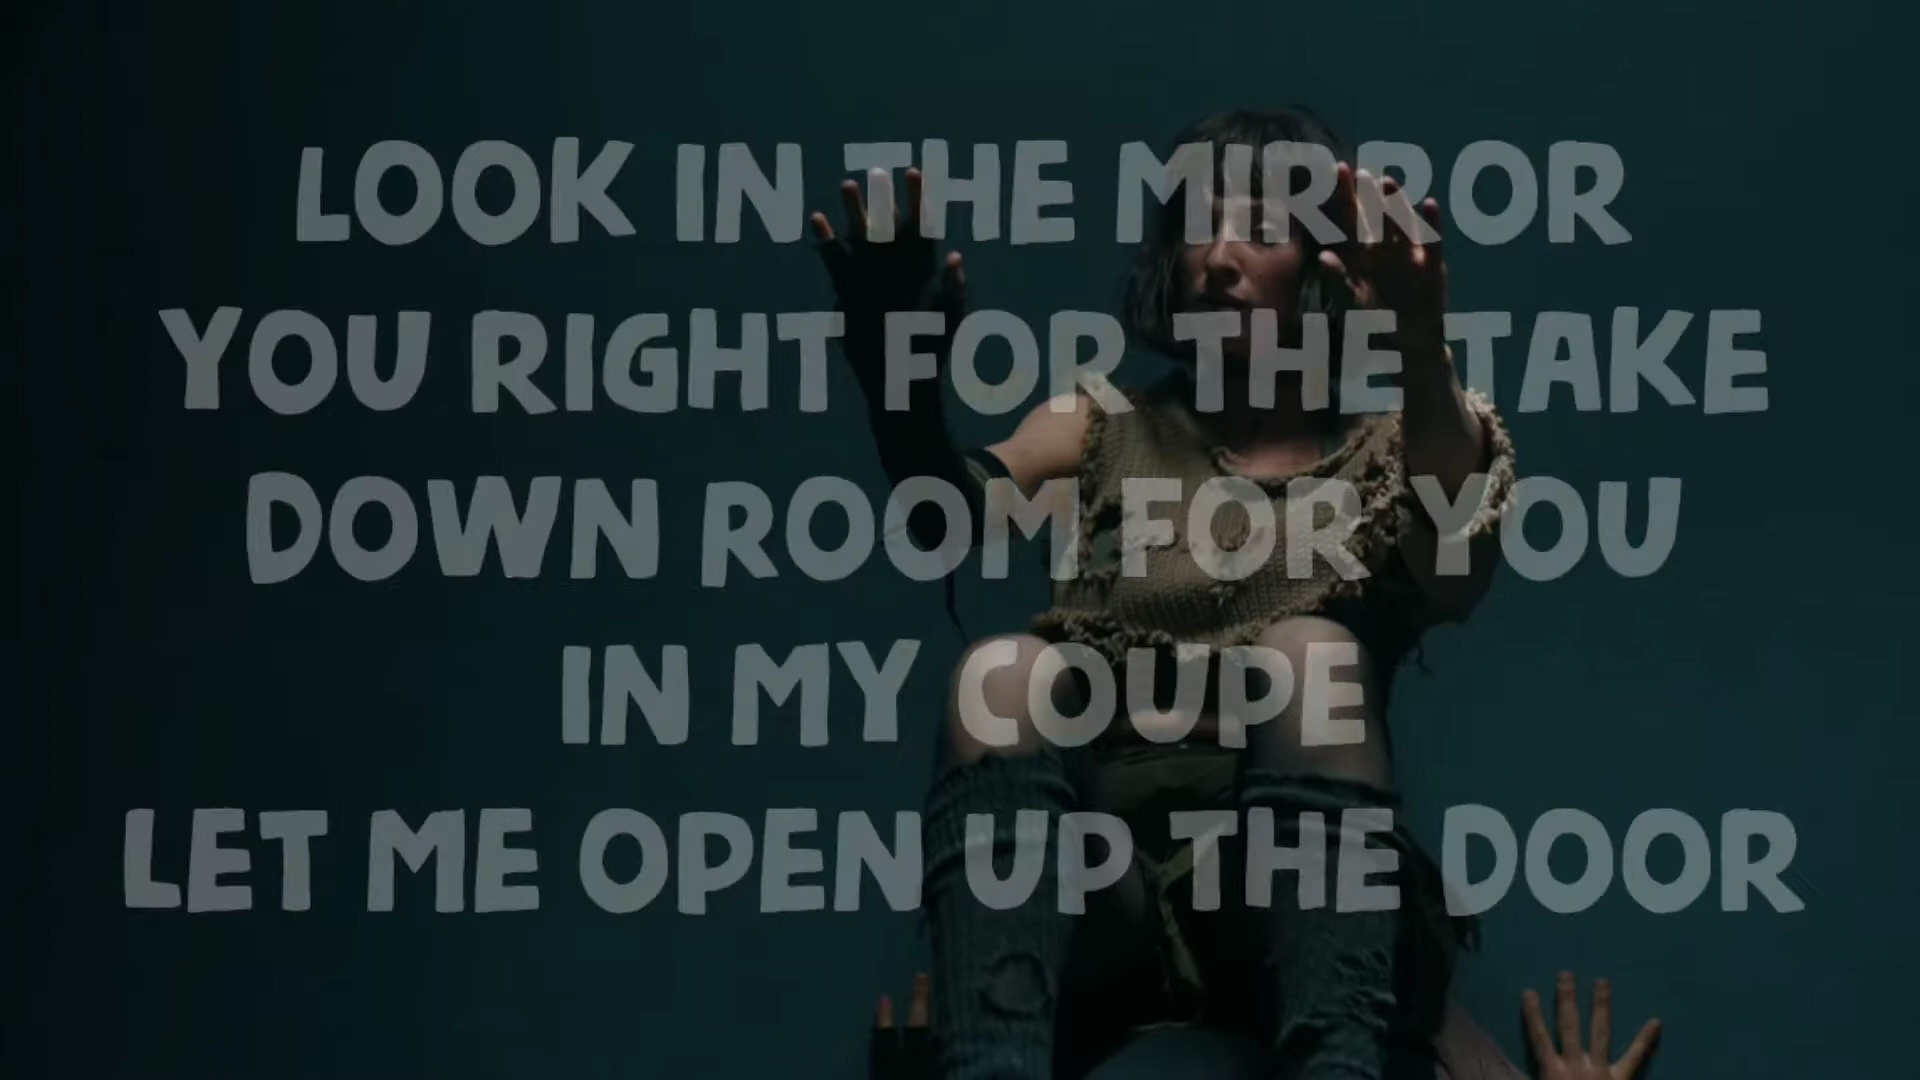 LOOK IN THE MIRROR
YOU RIGHT FOR THE TAKE
DOWN ROOM FOR YOU
IN MY COUPE
LET ME OPEN UP THE DOOR